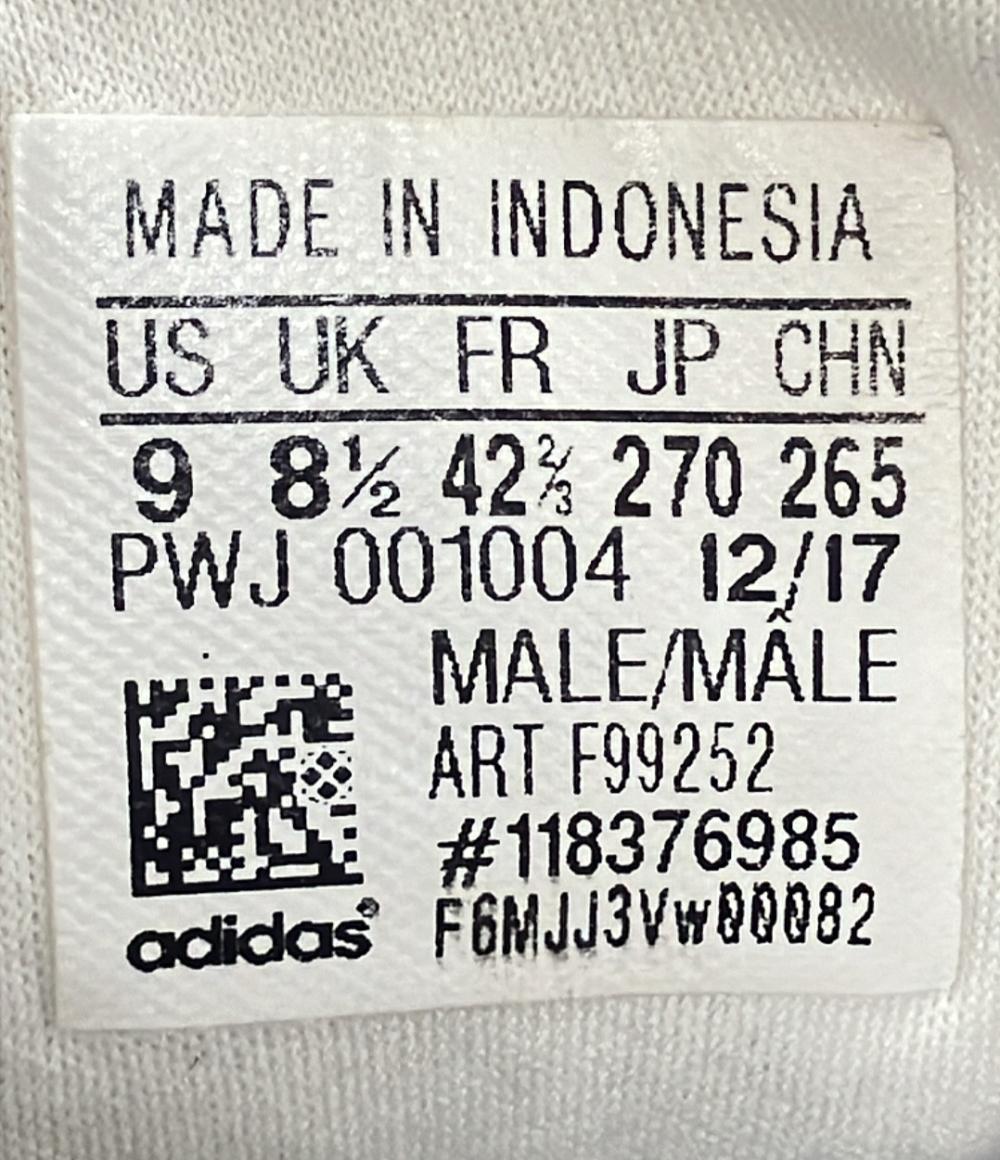 MADE IN INDONESIA
US UK FR JP CHN
9 8½ 42⅔ 270 265
PWJ 001004 12/17
MALE/MÂLE
ART F99252
#118376985
F6MJJ3Vw00082
adidas®